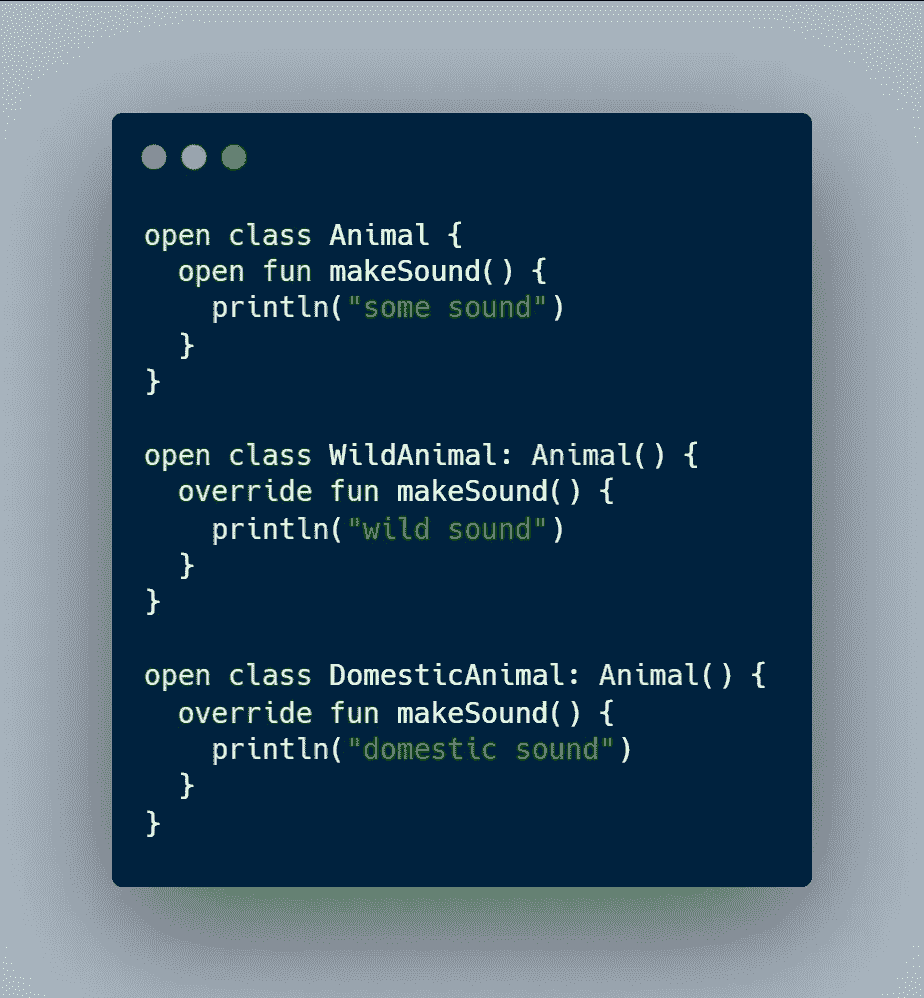 open class Animal {
  open fun makeSound() {
    println("some sound")
  }
}

open class WildAnimal: Animal() {
  override fun makeSound() {
    println("wild sound")
  }
}

open class DomesticAnimal: Animal() {
  override fun makeSound() {
    println("domestic sound")
  }
}